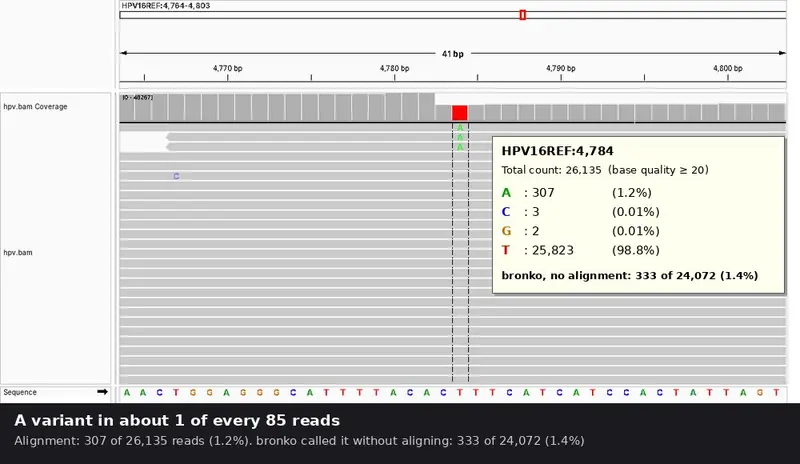 HPV16REF:4,764-4,803
41 bp
4,770 bp 4,780 bp 4,790 bp 4,800 bp
hpv.bam Coverage
[0 - 48267]
A
A
A
C
hpv.bam
HPV16REF:4,784
Total count: 26,135 (base quality ≥ 20)
A : 307 (1.2%)
C : 3 (0.01%)
G : 2 (0.01%)
T : 25,823 (98.8%)
bronko, no alignment: 333 of 24,072 (1.4%)
Sequence A A C T G G A G G G C A T T T T A C A C T T T C A T C A T C C A C T A T T A G T
A variant in about 1 of every 85 reads
Alignment: 307 of 26,135 reads (1.2%). bronko called it without aligning: 333 of 24,072 (1.4%)